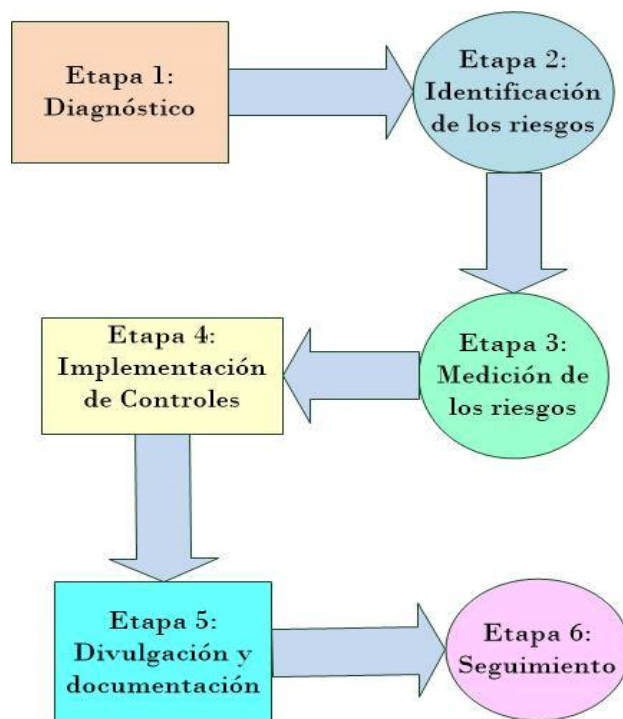 Etapa 1:
Diagnóstico
Etapa 2:
Identificación
de los riesgos
Etapa 3:
Medición de
los riesgos
Etapa 4:
Implementación
de Controles
Etapa 5:
Divulgación y
documentación
Etapa 6:
Seguimiento